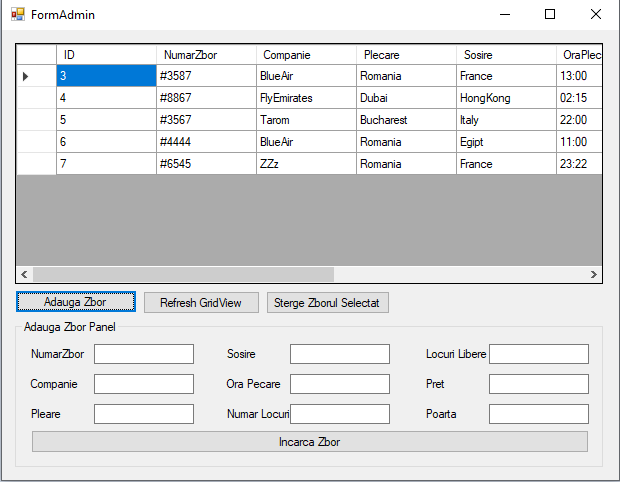 FormAdmin
ID NumarZbor Companie Plecare Sosire OraPlec
3 #3587 BlueAir Romania France 13:00
4 #8867 FlyEmirates Dubai HongKong 02:15
5 #3567 Tarom Bucharest Italy 22:00
6 #4444 BlueAir Romania Egipt 11:00
7 #6545 ZZz Romania France 23:22
Adauga Zbor Refresh GridView Sterge Zborul Selectat
Adauga Zbor Panel
NumarZbor Sosire Locuri Libere
Companie Ora Pecare Pret
Pleare Numar Locuri Poarta
Incarca Zbor